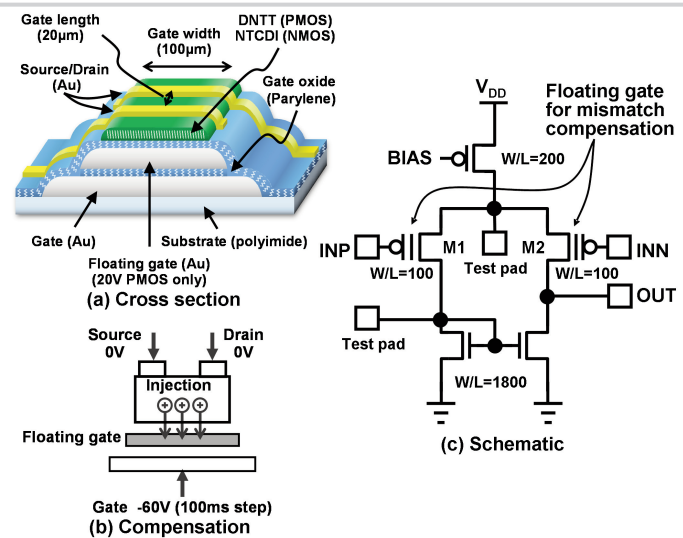 Gate length
(20µm)
Gate width
(100µm)
DNTT (PMOS)
NTCDI (NMOS)
Source/Drain
(Au)
Gate oxide
(Parylene)
Gate (Au)
Substrate (polyimide)
Floating gate (Au)
(20V PMOS only)
(a) Cross section
Source
0V
Drain
0V
Injection
Floating gate
Gate -60V (100ms step)
(b) Compensation
VDD
Floating gate
for mismatch
compensation
BIAS
W/L=200
INP
M1
M2
INN
Test pad
W/L=100
W/L=100
OUT
Test pad
W/L=1800
(c) Schematic